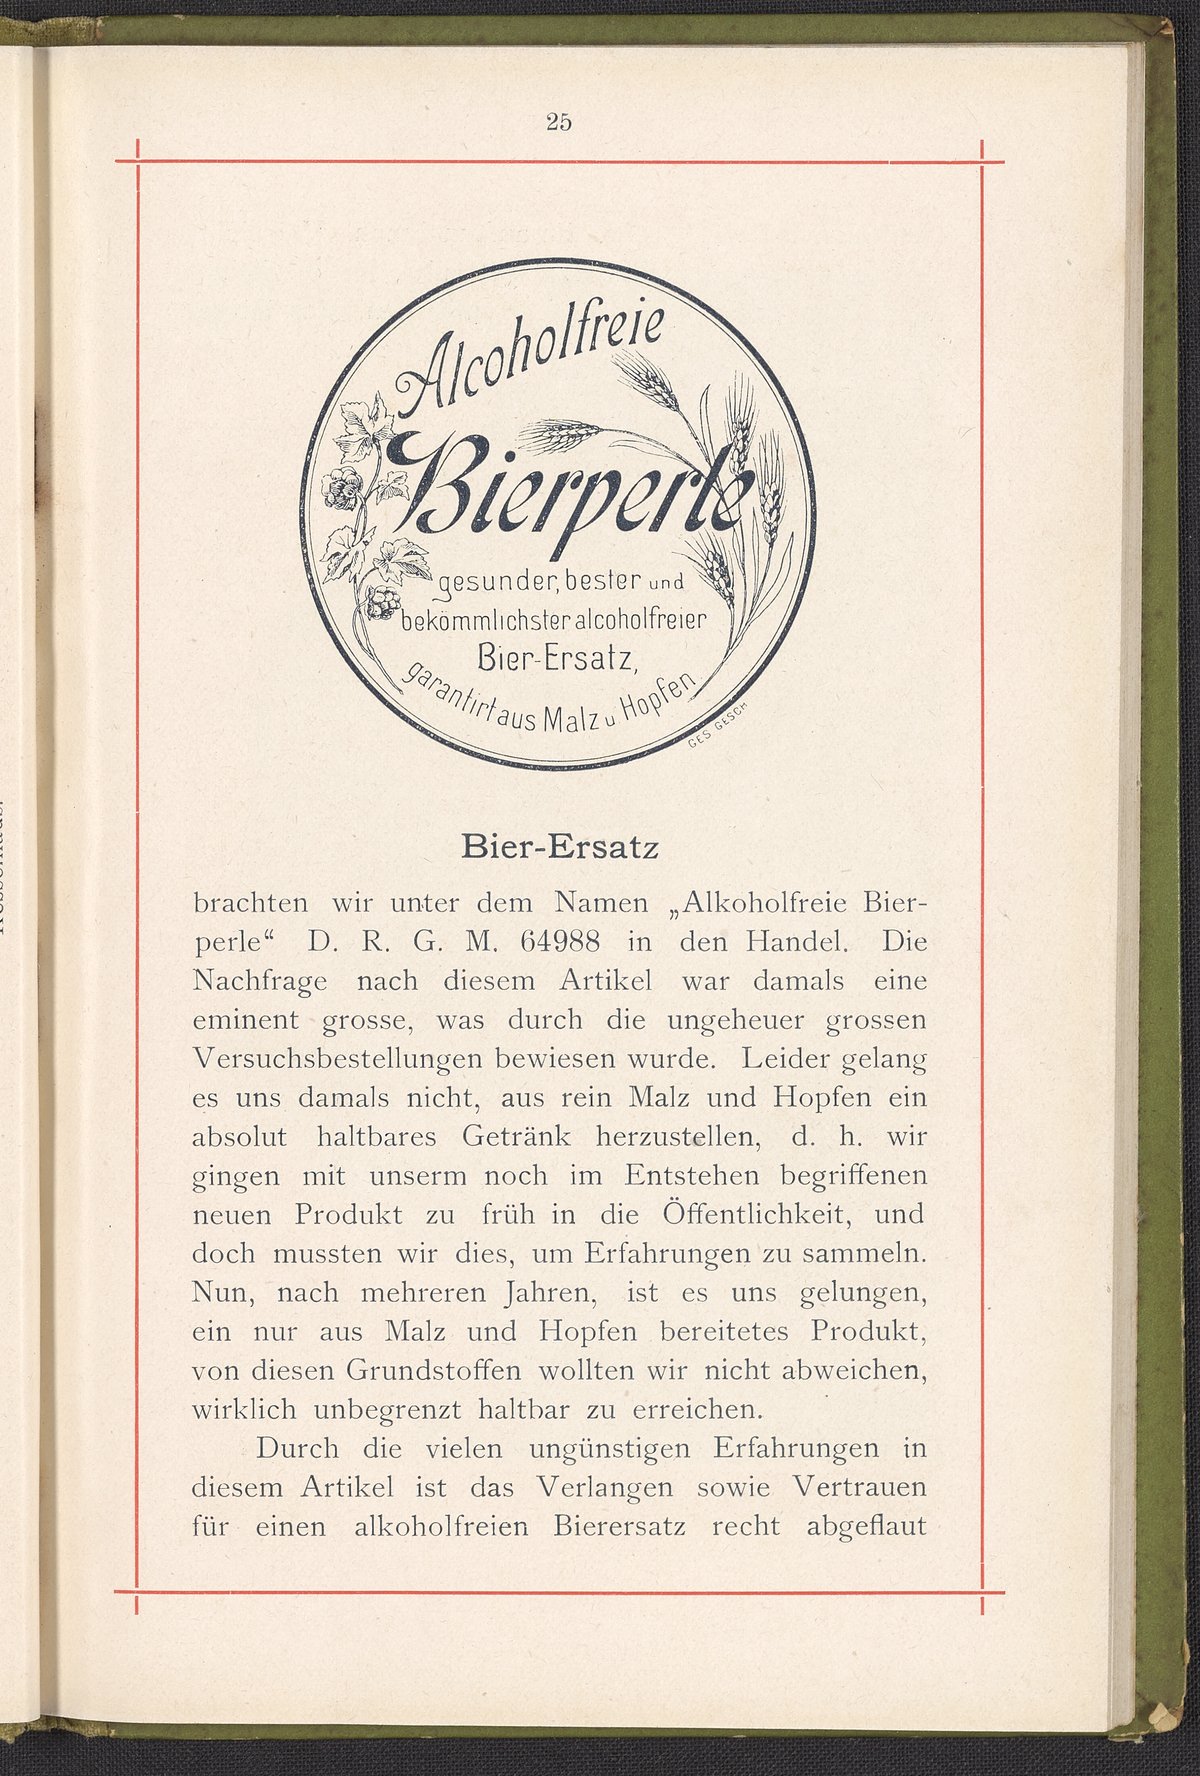 25
Alcoholfreie
Bierperle
gesunder, bester und
bekömmlichster alcoholfreier
Bier-Ersatz,
garantirt aus Malz u Hopfen
GES GESCH
Bier-Ersatz
brachten wir unter dem Namen „Alkoholfreie Bier-
perle“ D. R. G. M. 64988 in den Handel. Die
Nachfrage nach diesem Artikel war damals eine
eminent grosse, was durch die ungeheuer grossen
Versuchsbestellungen bewiesen wurde. Leider gelang
es uns damals nicht, aus rein Malz und Hopfen ein
absolut haltbares Getränk herzustellen, d. h. wir
gingen mit unserm noch im Entstehen begriffenen
neuen Produkt zu früh in die Öffentlichkeit, und
doch mussten wir dies, um Erfahrungen zu sammeln.
Nun, nach mehreren Jahren, ist es uns gelungen,
ein nur aus Malz und Hopfen bereitetes Produkt,
von diesen Grundstoffen wollten wir nicht abweichen,
wirklich unbegrenzt haltbar zu erreichen.
Durch die vielen ungünstigen Erfahrungen in
diesem Artikel ist das Verlangen sowie Vertrauen
für einen alkoholfreien Bierersatz recht abgeflaut